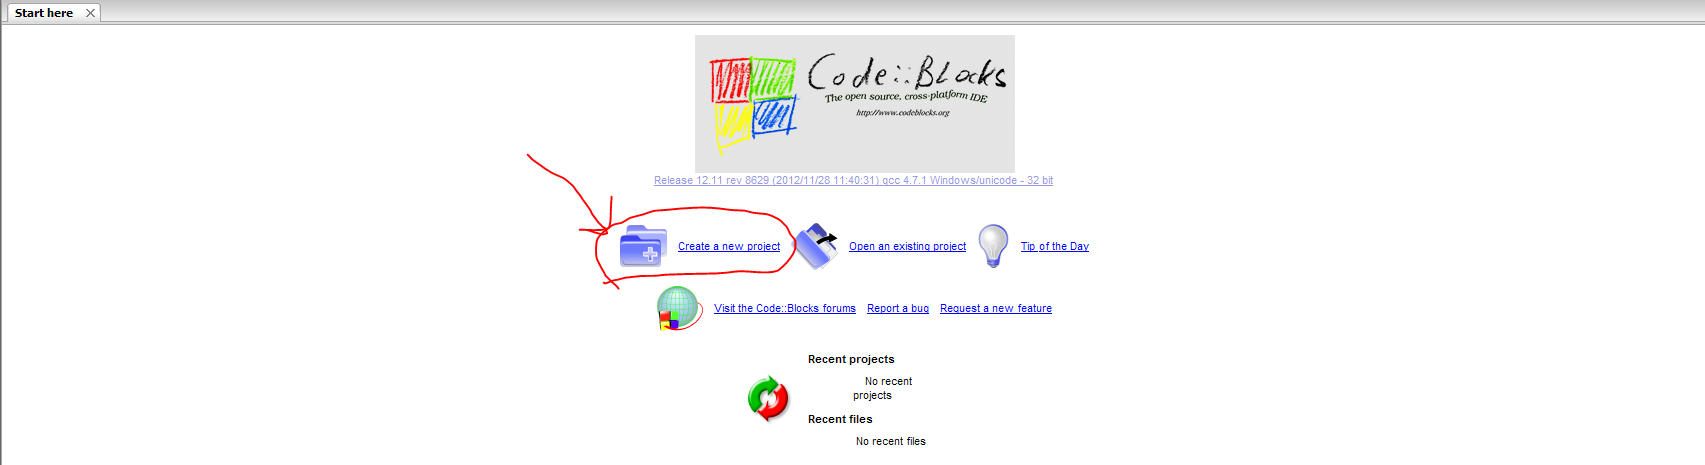 Start here
Code::Blocks
The open source, cross-platform IDE
http://www.codeblocks.org
Release 12.11 rev 8629 (2012/11/28 11:40:31) gcc 4.7.1 Windows/unicode - 32 bit
Create a new project Open an existing project Tip of the Day
Visit the Code::Blocks forums Report a bug Request a new feature
Recent projects
No recent
projects
Recent files
No recent files